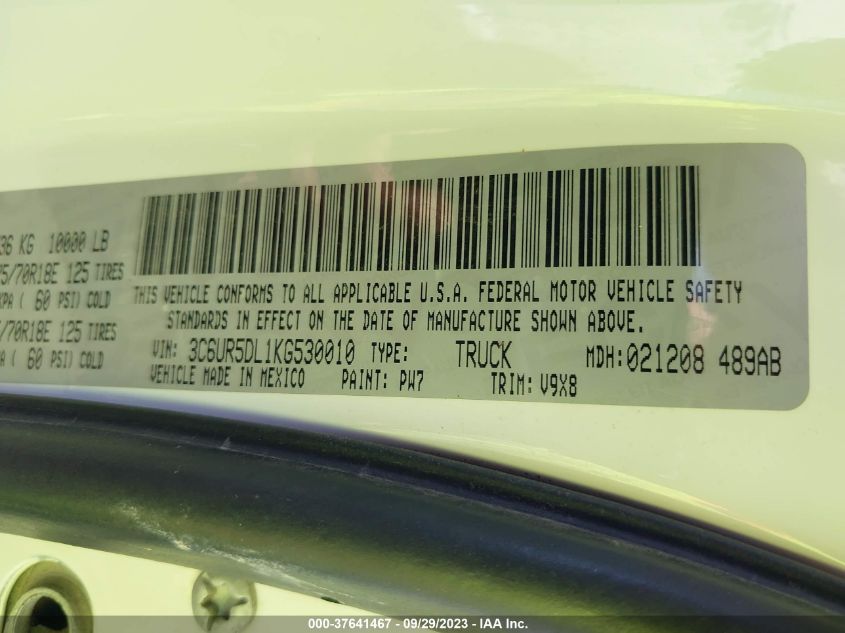 36 KG 10000 LB
5/70R18E 125 TIRES
KPA ( 60 PSI) COLD
/70R18E 125 TIRES
PA ( 60 PSI) COLD
THIS VEHICLE CONFORMS TO ALL APPLICABLE U.S.A. FEDERAL MOTOR VEHICLE SAFETY
STANDARDS IN EFFECT ON THE DATE OF MANUFACTURE SHOWN ABOVE.
VIN: 3C6UR5DL1KG530010 TYPE: TRUCK MDH:021208 489AB
VEHICLE MADE IN MEXICO PAINT: PW7 TRIM: V9X8
000-37641467 - 09/29/2023 - IAA Inc.